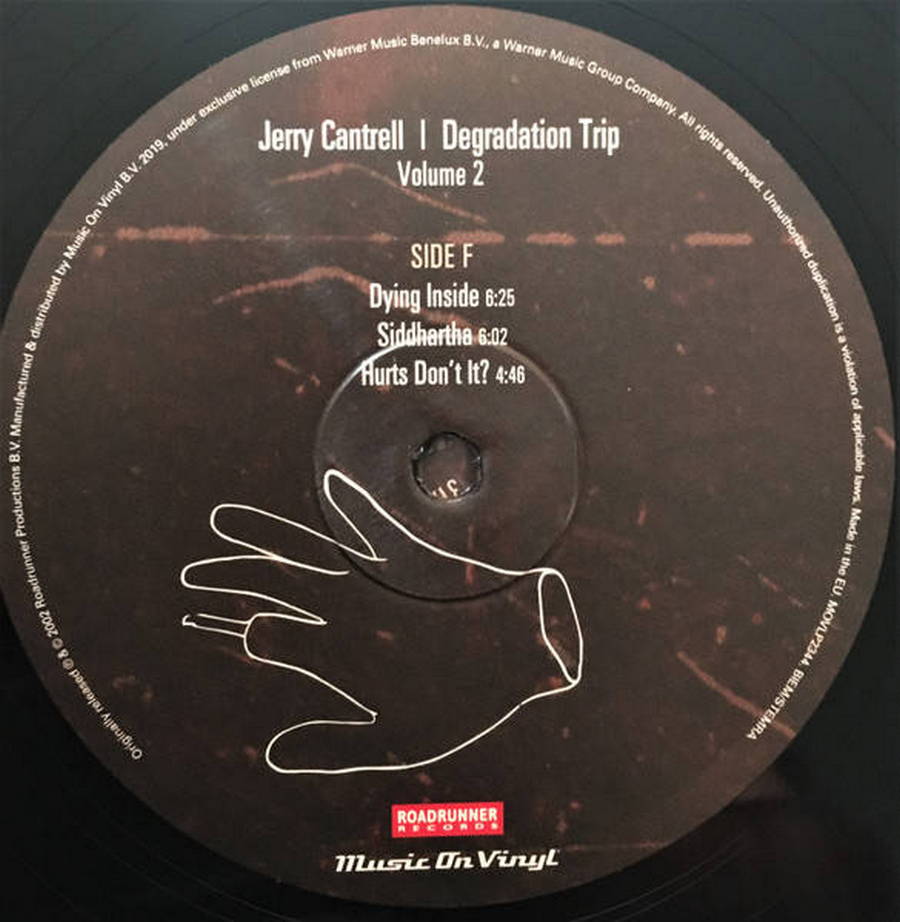 Jerry Cantrell | Degradation Trip
Volume 2
SIDE F
Dying Inside 6:25
Siddhartha 6:02
Hurts Don't It? 4:46
ROADRUNNER
RECORDS
Music On Vinyl
Originally released ℗ & © 2002 Roadrunner Productions B.V. Manufactured & distributed by Music On Vinyl B.V. 2019, under exclusive license from Warner Music Benelux B.V., a Warner Music Group Company. All rights reserved. Unauthorized duplication is a violation of applicable laws. Made in the EU. MOVLP2344. BIEM/STEMRA